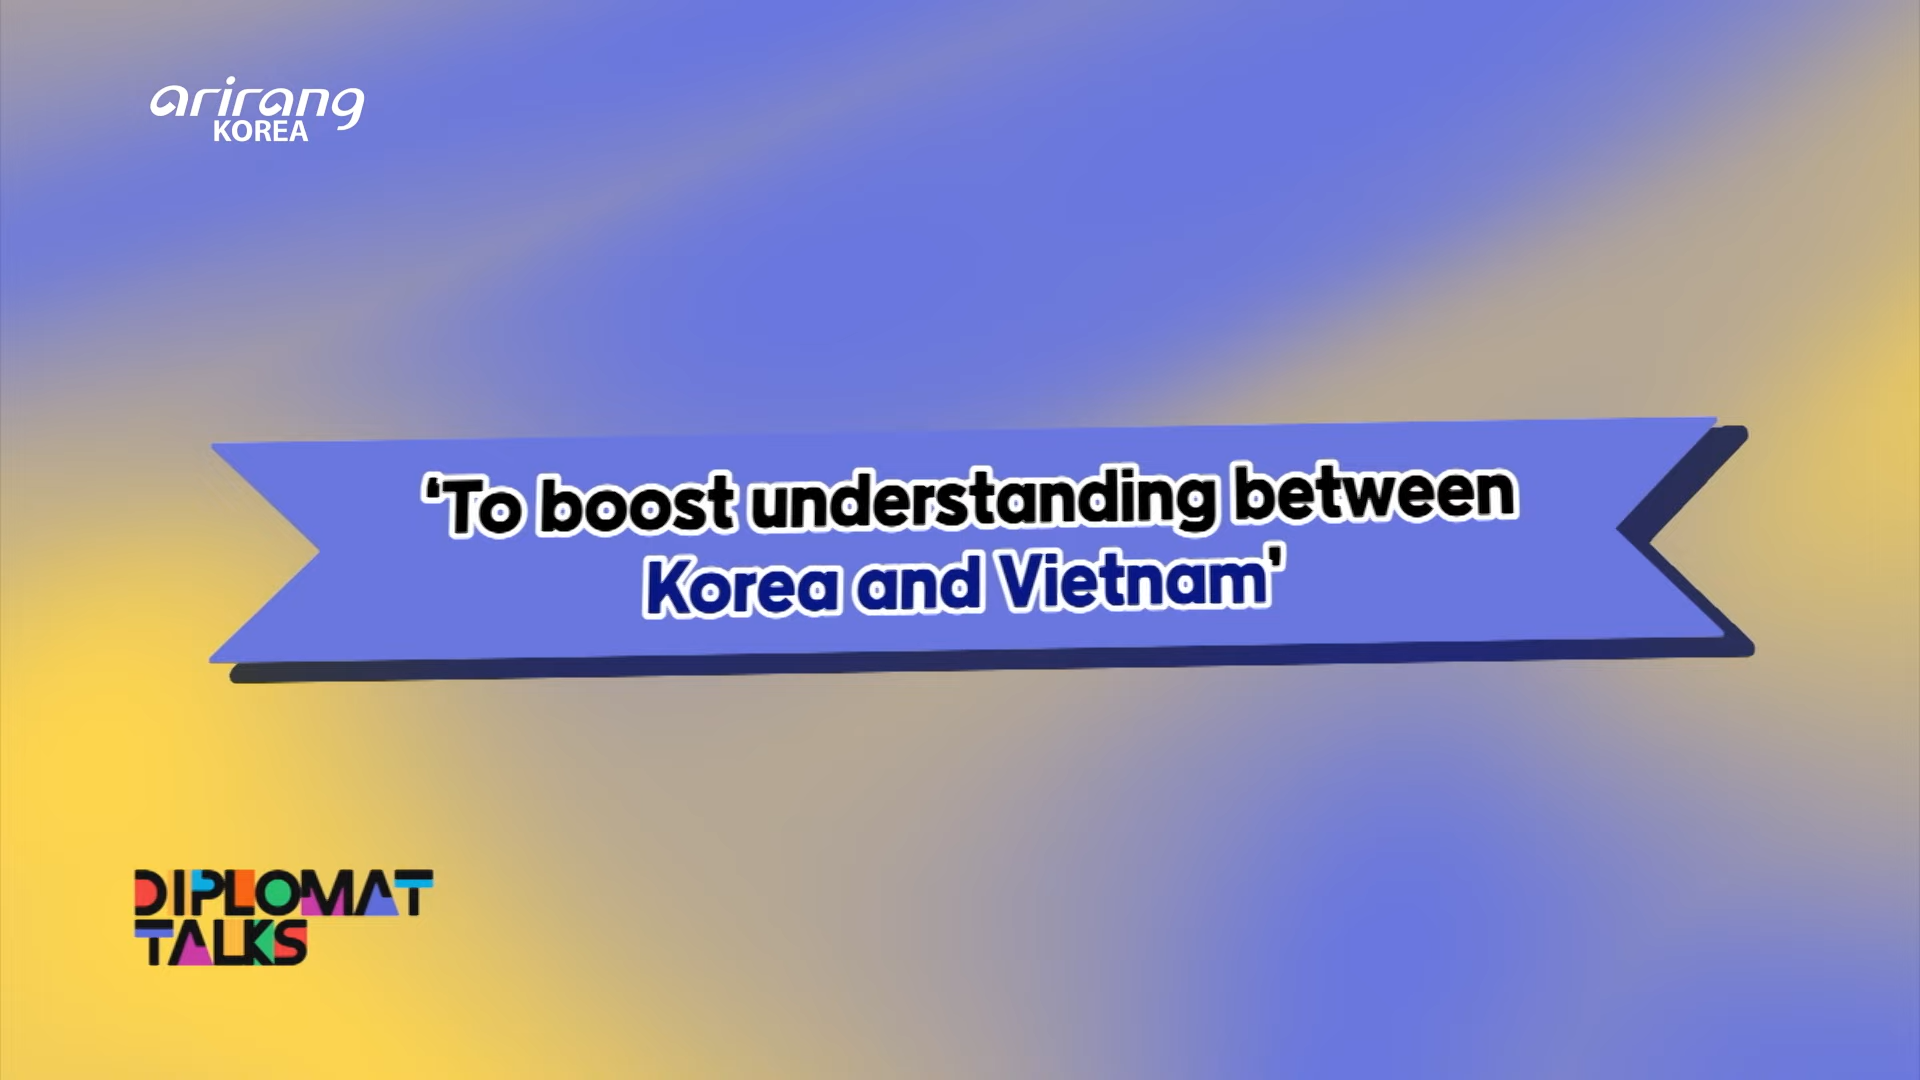 arirang
KOREA
‘To boost understanding between
Korea and Vietnam’
DIPLOMAT
TALKS